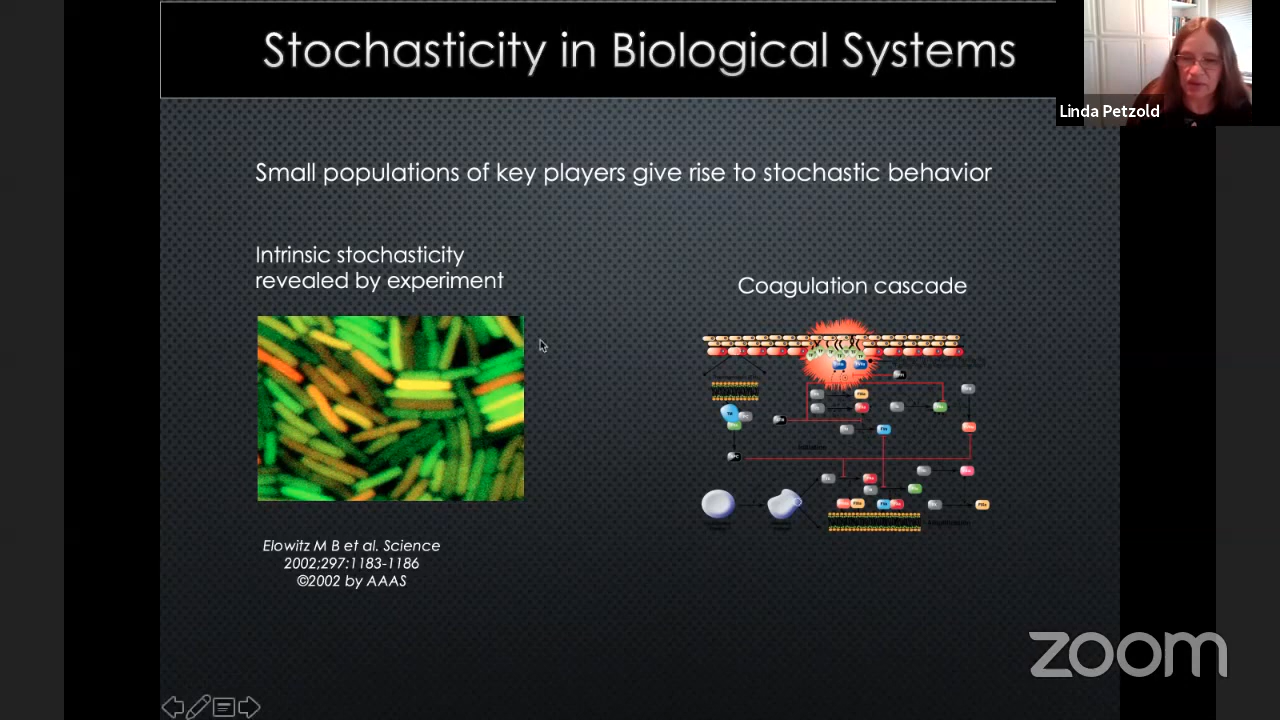 Stochasticity in Biological Systems
Linda Petzold
Small populations of key players give rise to stochastic behavior
Intrinsic stochasticity
revealed by experiment
Coagulation cascade
Elowitz M B et al. Science
2002;297:1183-1186
©2002 by AAAS
zoom